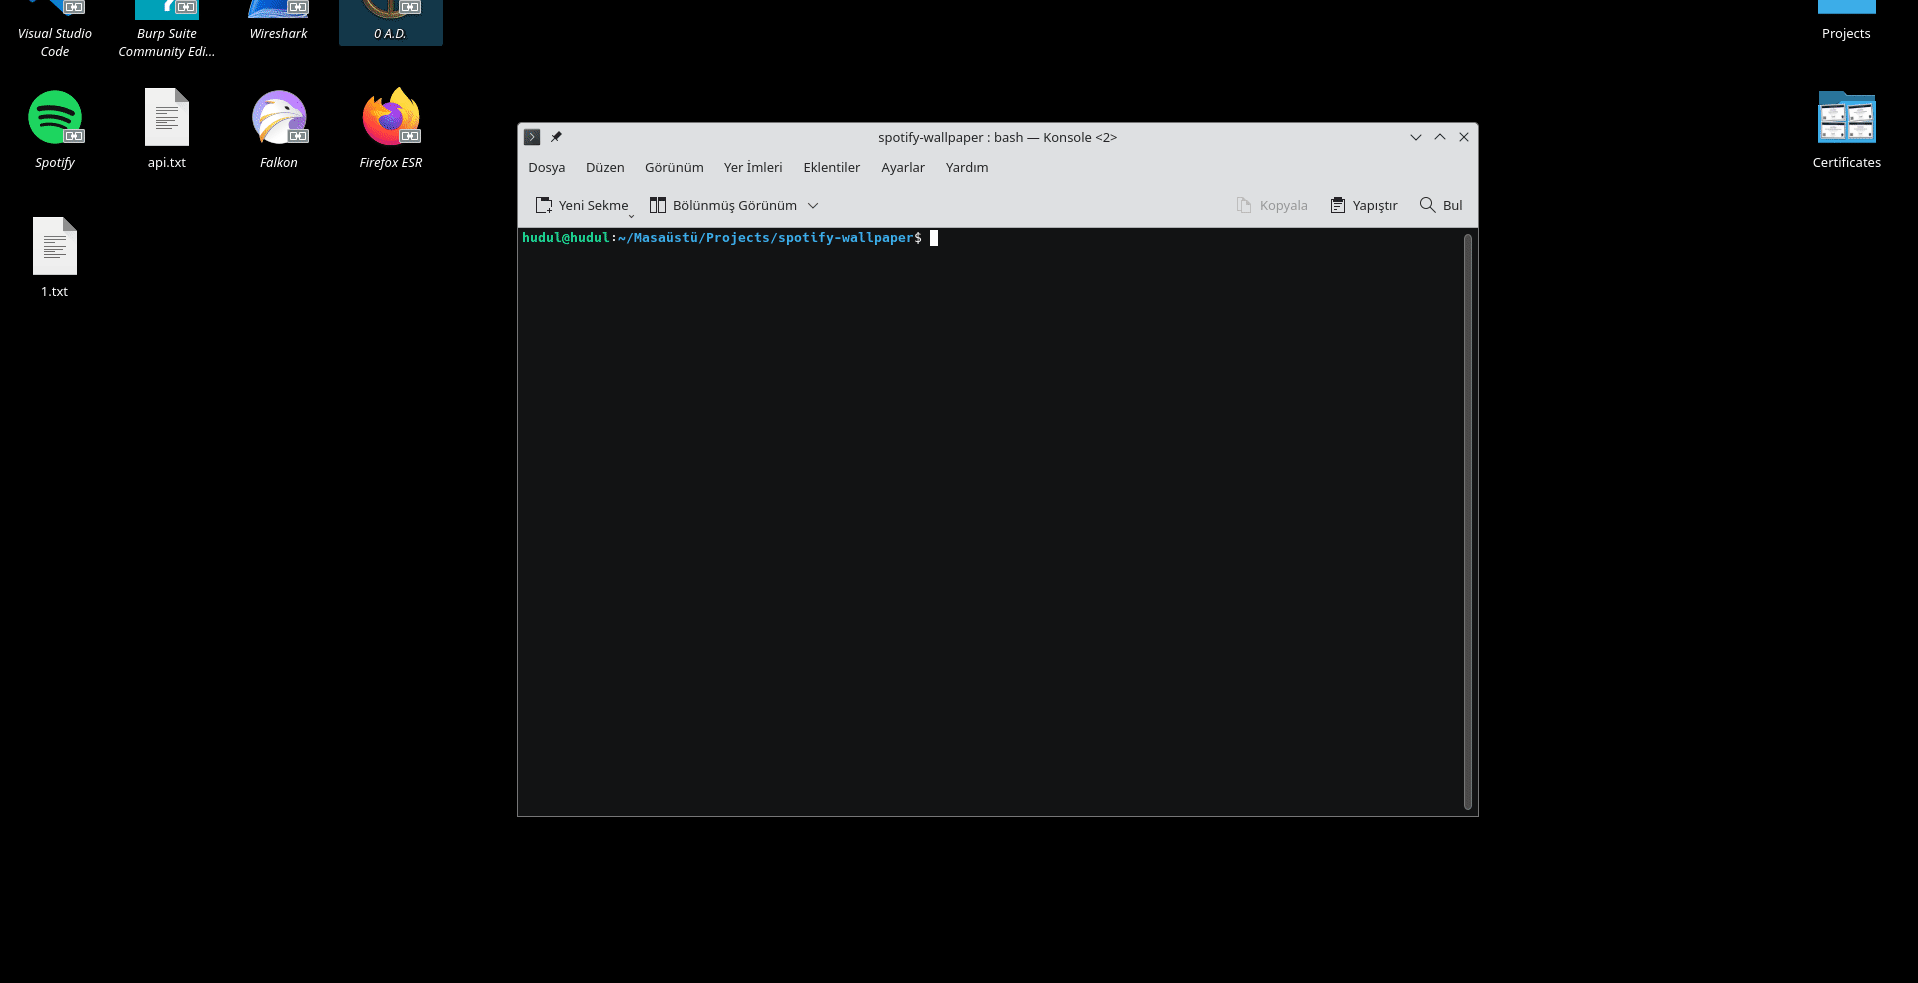 Visual Studio
Code
Burp Suite
Community Edi...
Wireshark
0 A.D.
Projects
Spotify
api.txt
Falkon
Firefox ESR
Certificates
1.txt
spotify-wallpaper : bash — Konsole <2>
Dosya Düzen Görünüm Yer İmleri Eklentiler Ayarlar Yardım
Yeni Sekme Bölünmüş Görünüm Kopyala Yapıştır Bul
hudul@hudul:~/Masaüstü/Projects/spotify-wallpaper$